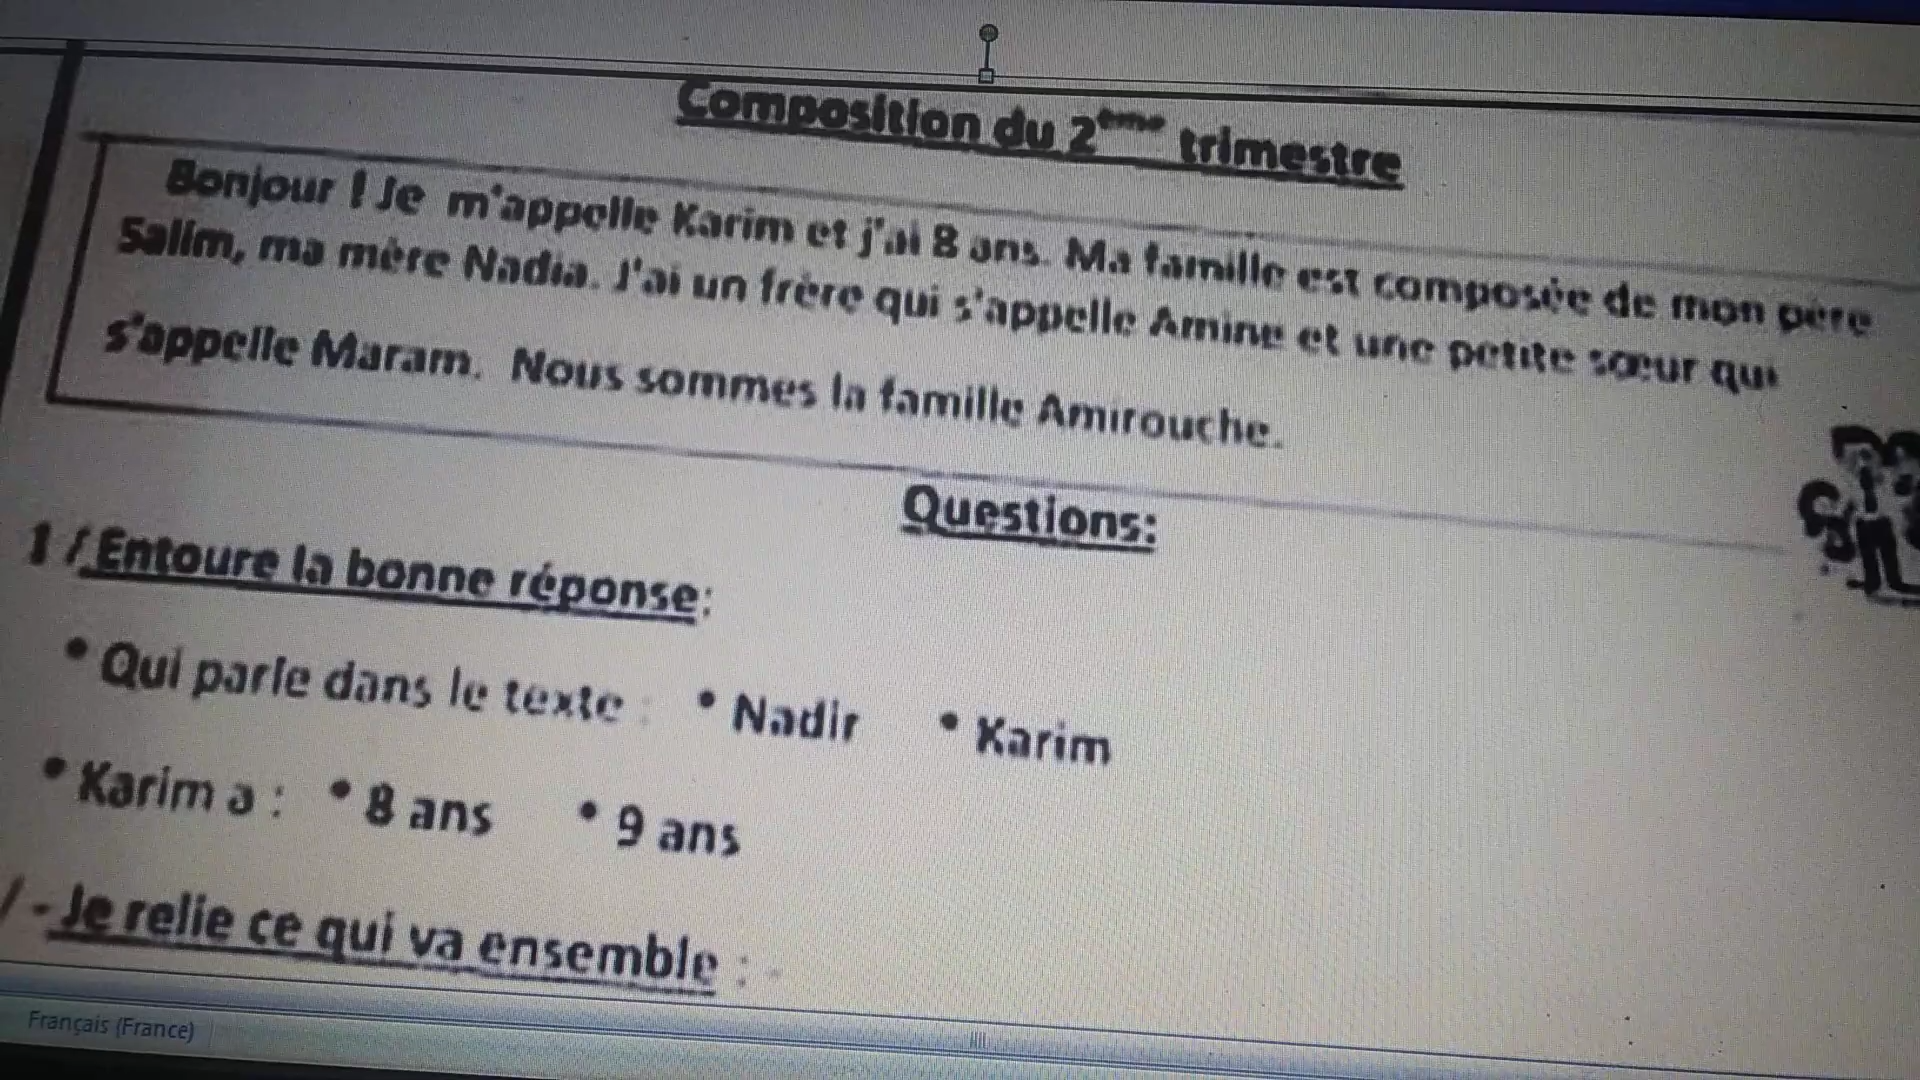 Composition du 2ème trimestre
Bonjour ! Je m'appelle Karim et j'ai 8 ans. Ma famille est composée de mon père
Salim, ma mère Nadia. J'ai un frère qui s'appelle Amine et une petite sœur qui
s'appelle Maram. Nous sommes la famille Amirouche.
Questions:
1 / Entoure la bonne réponse:
• Qui parle dans le texte : • Nadir • Karim
• Karim a : • 8 ans • 9 ans
/ - Je relie ce qui va ensemble :
Français (France)